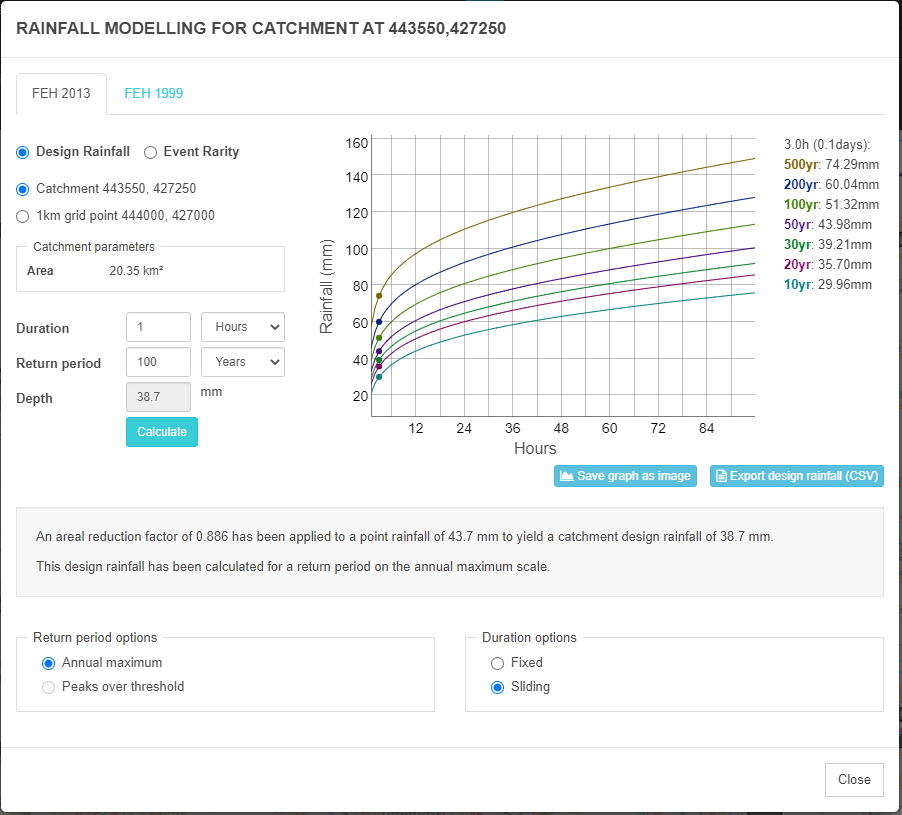 RAINFALL MODELLING FOR CATCHMENT AT 443550,427250
FEH 2013
FEH 1999
Design Rainfall
Event Rarity
Catchment 443550, 427250
1km grid point 444000, 427000
Catchment parameters
Area 20.35 km²
Duration 1 Hours
Return period 100 Years
Depth 38.7 mm
Calculate
Rainfall (mm)
160
140
120
100
80
60
40
20
12 24 36 48 60 72 84
Hours
3.0h (0.1days):
500yr: 74.29mm
200yr: 60.04mm
100yr: 51.32mm
50yr: 43.98mm
30yr: 39.21mm
20yr: 35.70mm
10yr: 29.96mm
Save graph as image
Export design rainfall (CSV)
An areal reduction factor of 0.886 has been applied to a point rainfall of 43.7 mm to yield a catchment design rainfall of 38.7 mm.
This design rainfall has been calculated for a return period on the annual maximum scale.
Return period options
Annual maximum
Peaks over threshold
Duration options
Fixed
Sliding
Close